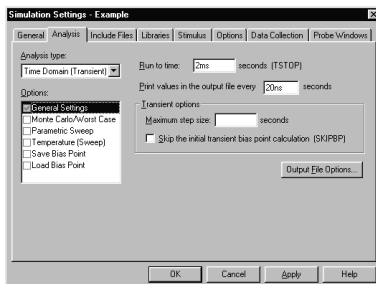 Simulation Settings - Example
General Analysis Include Files Libraries Stimulus Options Data Collection Probe Windows
Analysis type:
Time Domain (Transient)
Options:
General Settings
Monte Carlo/Worst Case
Parametric Sweep
Temperature (Sweep)
Save Bias Point
Load Bias Point
Run to time: 2ms seconds (TSTOP)
Print values in the output file every 20ns seconds
Transient options
Maximum step size: seconds
Skip the initial transient bias point calculation (SKIPBP)
Output File Options...
OK Cancel Apply Help